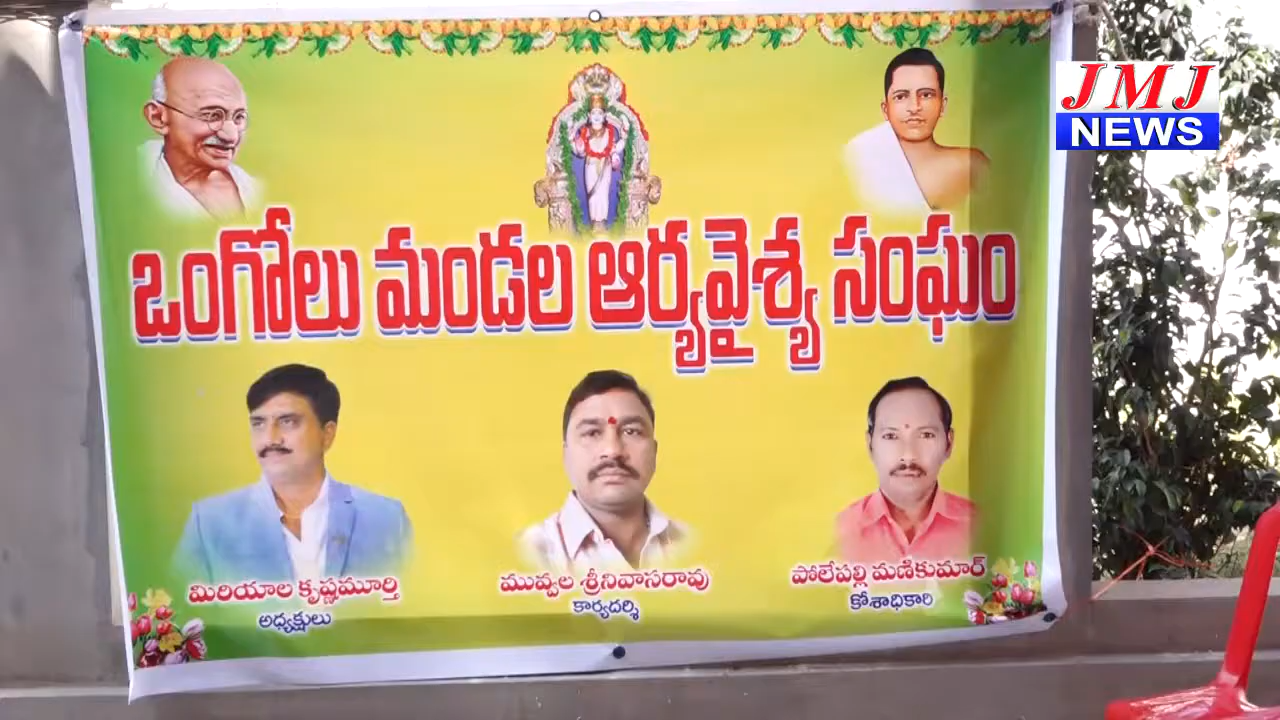 JMJ
NEWS
ఒంగోలు మండల ఆర్యవైశ్య సంఘం
మిరియాల కృష్ణమూర్తి
అధ్యక్షులు
మువ్వల శ్రీనివాసరావు
కార్యదర్శి
పోలేపల్లి మణికుమార్
కోశాధికారి